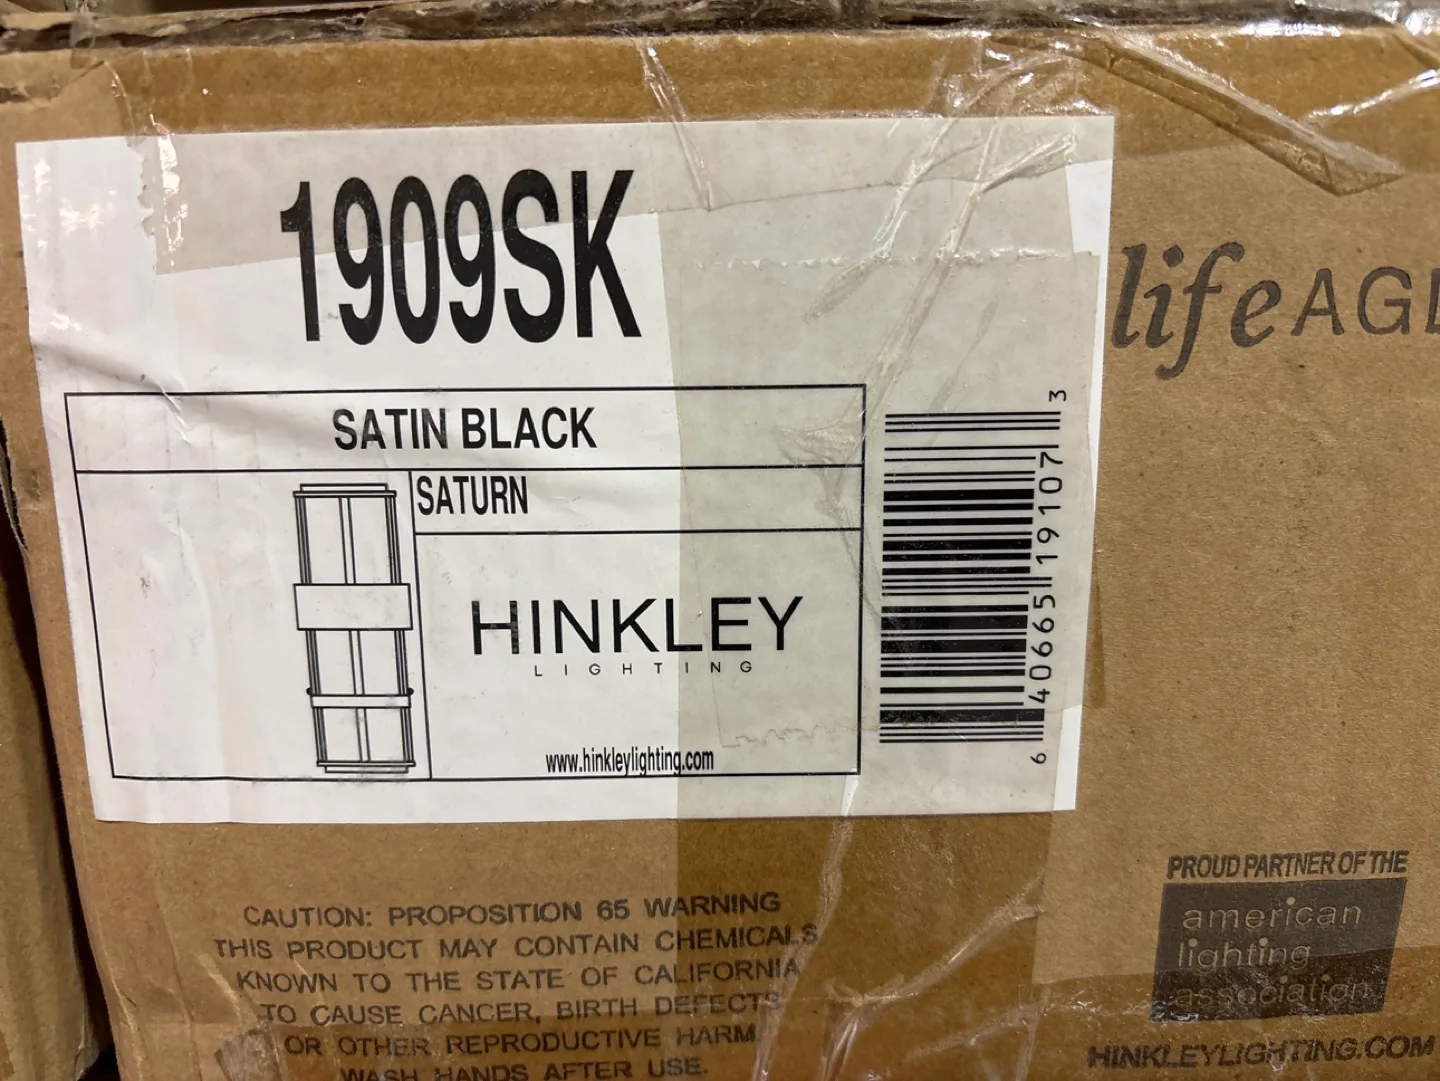 1909SK
SATIN BLACK
SATURN
HINKLEY
LIGHTING
www.hinkleylighting.com
6 40665 19107 3
life AGL
CAUTION: PROPOSITION 65 WARNING
THIS PRODUCT MAY CONTAIN CHEMICALS
KNOWN TO THE STATE OF CALIFORNIA
TO CAUSE CANCER, BIRTH DEFECTS
OR OTHER REPRODUCTIVE HARM.
WASH HANDS AFTER USE.
PROUD PARTNER OF THE
american
lighting
association
HINKLEYLIGHTING.COM